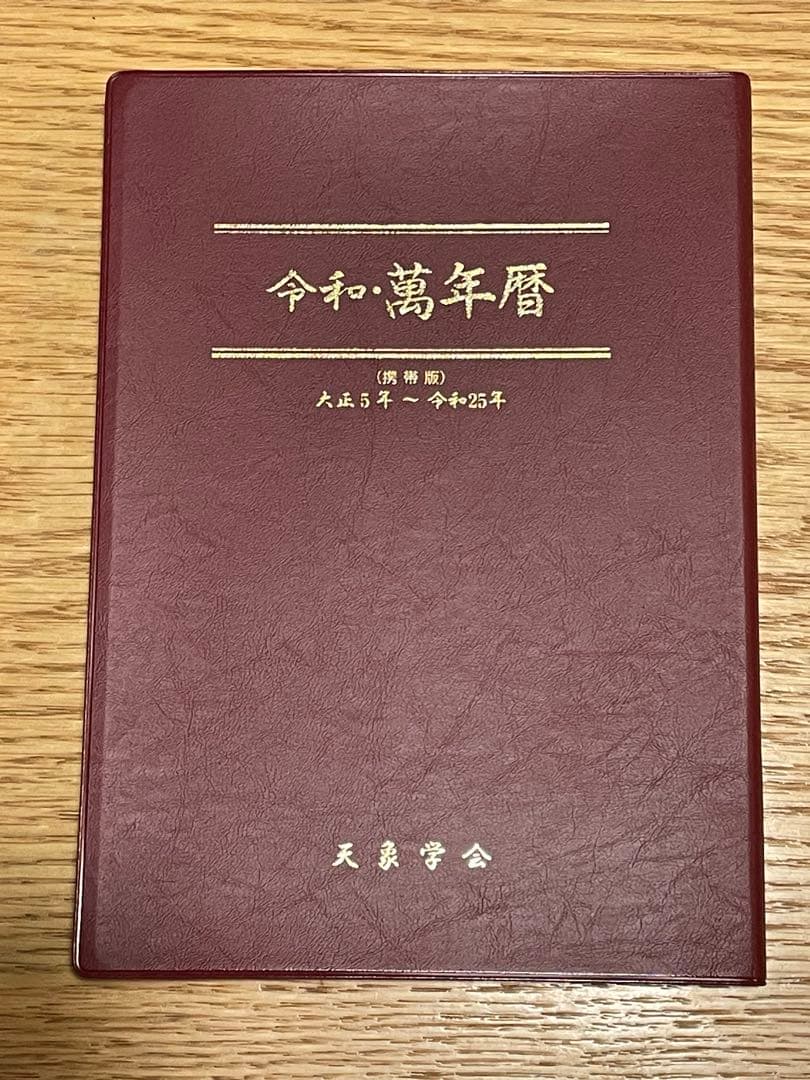 令和・萬年暦
(携帯版)
大正5年～令和25年
天象学会